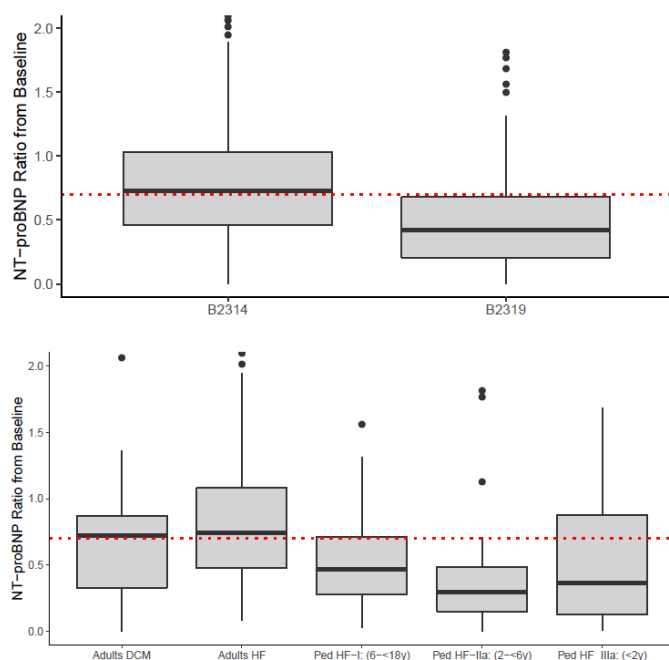 NT-proBNP Ratio from Baseline
2.0
1.5
1.0
0.5
0.0
B2314 B2319
NT-proBNP Ratio from Baseline
2.0
1.5
1.0
0.5
0.0
Adults DCM Adults HF Ped HF-I: (6-<18y) Ped HF-IIa: (2-<6y) Ped HF IIIa: (<2y)